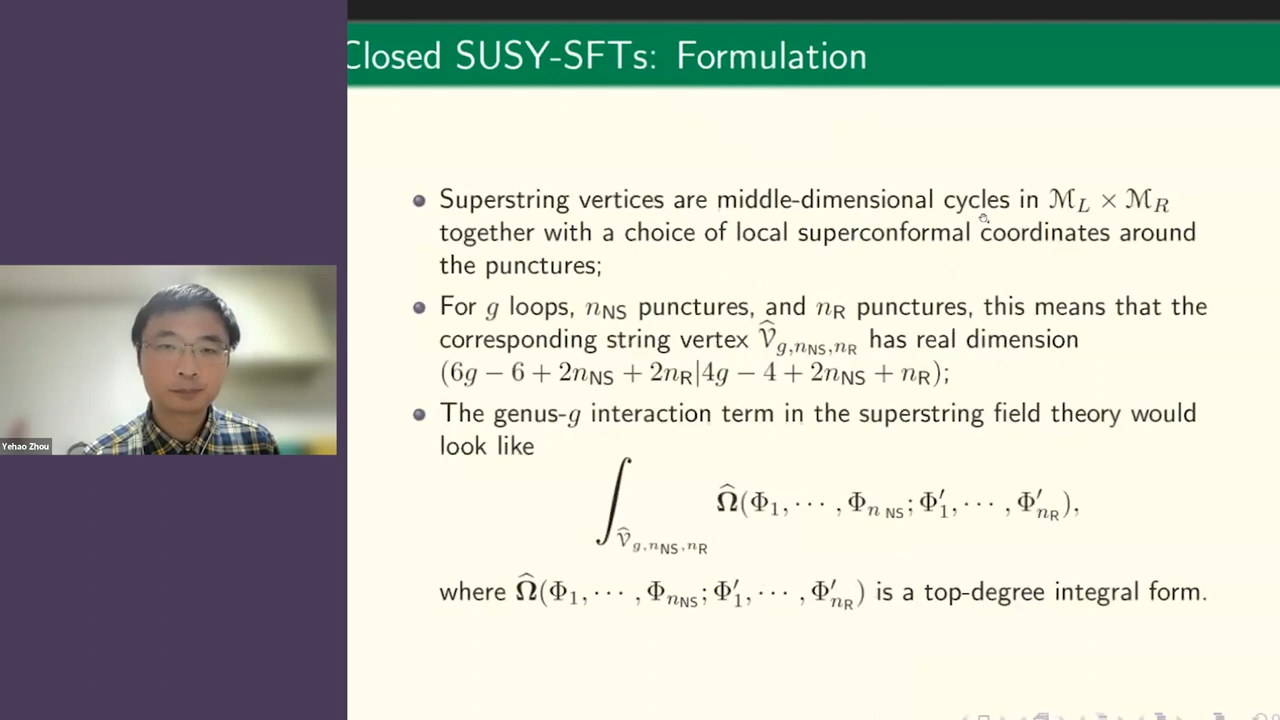 Closed SUSY-SFTs: Formulation
Superstring vertices are middle-dimensional cycles in ℳ_L × ℳ_R
together with a choice of local superconformal coordinates around
the punctures;
For g loops, n_NS punctures, and n_R punctures, this means that the
corresponding string vertex 𝒱̂_{g,n_NS,n_R} has real dimension
(6g − 6 + 2n_NS + 2n_R|4g − 4 + 2n_NS + n_R);
The genus-g interaction term in the superstring field theory would
look like
∫_{𝒱̂_{g,n_NS,n_R}} Ω̂(Φ_1, ⋯ , Φ_{n_NS}; Φ′_1, ⋯ , Φ′_{n_R}),
where Ω̂(Φ_1, ⋯ , Φ_{n_NS}; Φ′_1, ⋯ , Φ′_{n_R}) is a top-degree integral form.
Yehao Zhou